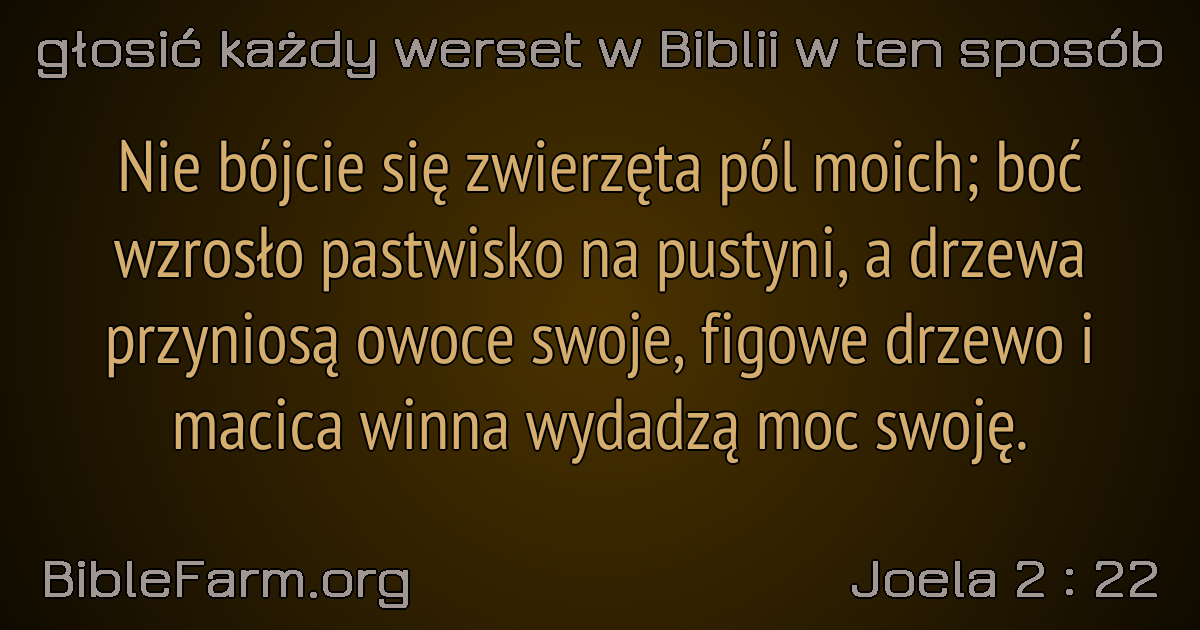 głosić każdy werset w Biblii w ten sposób
Nie bójcie się zwierzęta pól moich; boć
wzrosło pastwisko na pustyni, a drzewa
przyniosą owoce swoje, figowe drzewo i
macica winna wydadzą moc swoję.
BibleFarm.org
Joela 2 : 22